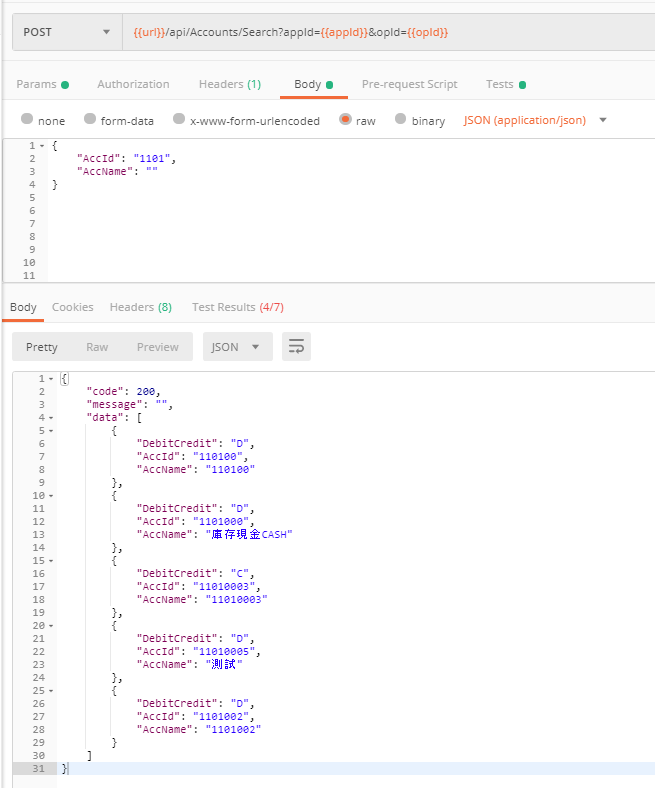 POST {{url}}/api/Accounts/Search?appId={{appId}}&opId={{opId}}
Params Authorization Headers (1) Body Pre-request Script Tests
none form-data x-www-form-urlencoded raw binary JSON (application/json)
1 {
2 "AccId": "1101",
3 "AccName": ""
4 }
5
6
7
8
9
10
11
Body Cookies Headers (8) Test Results (4/7)
Pretty Raw Preview JSON
1 {
2 "code": 200,
3 "message": "",
4 "data": [
5 {
6 "DebitCredit": "D",
7 "AccId": "110100",
8 "AccName": "110100"
9 },
10 {
11 "DebitCredit": "D",
12 "AccId": "1101000",
13 "AccName": "庫存現金CASH"
14 },
15 {
16 "DebitCredit": "C",
17 "AccId": "11010003",
18 "AccName": "11010003"
19 },
20 {
21 "DebitCredit": "D",
22 "AccId": "11010005",
23 "AccName": "測試"
24 },
25 {
26 "DebitCredit": "D",
27 "AccId": "1101002",
28 "AccName": "1101002"
29 }
30 ]
31 }